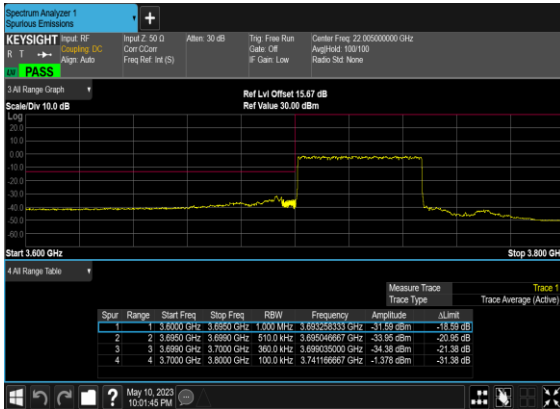 Spectrum Analyzer 1
Spurious Emissions
KEYSIGHT Input: RF Input Z: 50 Ω Atten: 30 dB Trig: Free Run Center Freq: 22.005000000 GHz
R T Coupling: DC Corr CCorr Gate: Off Avg|Hold: 100/100
Align: Auto Freq Ref: Int (S) IF Gain: Low Radio Std: None
PASS
3 All Range Graph
Ref Lvl Offset 15.67 dB
Scale/Div 10.0 dB Ref Value 30.00 dBm
Log
20.0
10.0
0.00
-10.0
-20.0
-30.0
-40.0
-50.0
-60.0
Start 3.600 GHz Stop 3.800 GH
4 All Range Table
Measure Trace Trace 1
Trace Type Trace Average (Active)
Spur Range Start Freq Stop Freq RBW Frequency Amplitude ΔLimit
1 1 3.6000 GHz 3.6950 GHz 1.000 MHz 3.693258333 GHz -31.59 dBm -18.59 dB
2 2 3.6950 GHz 3.6990 GHz 510.0 kHz 3.695046667 GHz -33.95 dBm -20.95 dB
3 3 3.6990 GHz 3.7000 GHz 360.0 kHz 3.699035000 GHz -34.38 dBm -21.38 dB
4 4 3.7000 GHz 3.8000 GHz 100.0 kHz 3.741166667 GHz -1.378 dBm -31.38 dB
? May 10, 2023
10:01:45 PM